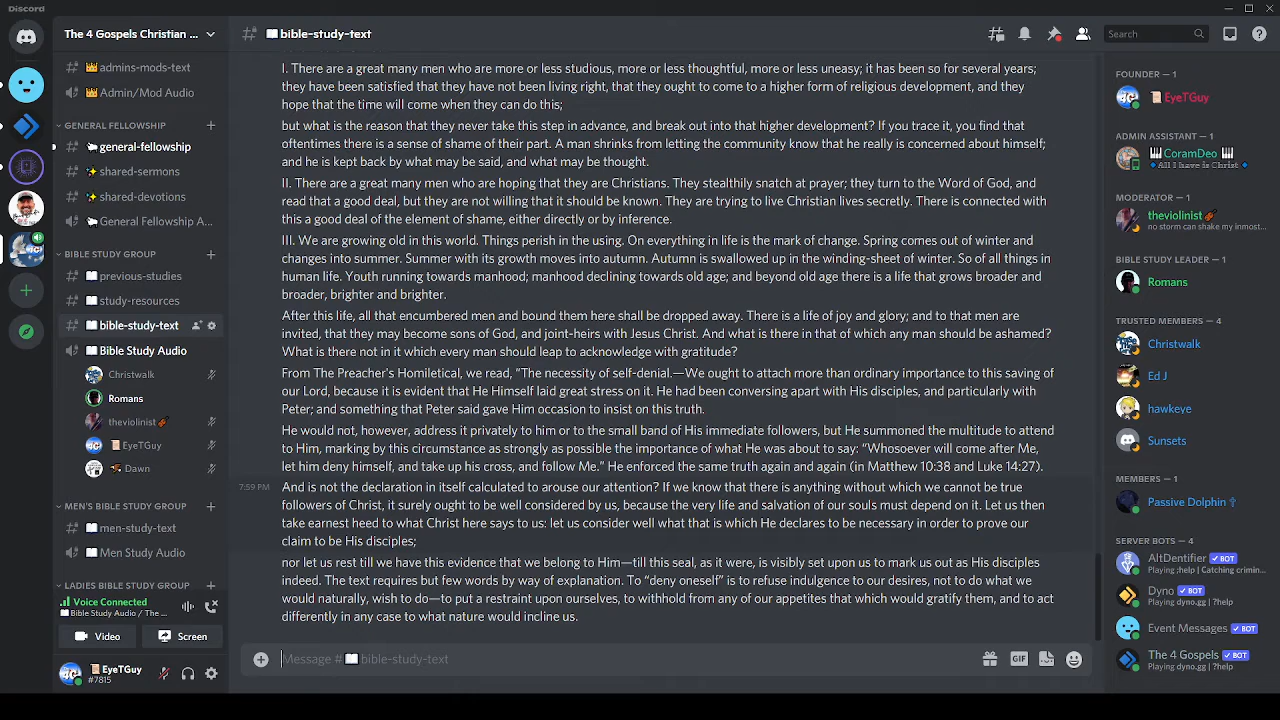 Discord
The 4 Gospels Christian ...
admins-mods-text
Admin/Mod Audio
GENERAL FELLOWSHIP
general-fellowship
shared-sermons
shared-devotions
General Fellowship A...
BIBLE STUDY GROUP
previous-studies
study-resources
bible-study-text
Bible Study Audio
Christwalk
Romans
theviolinist
EyeTGuy
Dawn
MEN'S BIBLE STUDY GROUP
men-study-text
Men Study Audio
LADIES BIBLE STUDY GROUP
Voice Connected
Bible Study Audio / The ...
Video
Screen
EyeTGuy
#7815
bible-study-text
Search
I. There are a great many men who are more or less studious, more or less thoughtful, more or less uneasy; it has been so for several years;
they have been satisfied that they have not been living right, that they ought to come to a higher form of religious development, and they
hope that the time will come when they can do this;
but what is the reason that they never take this step in advance, and break out into that higher development? If you trace it, you find that
oftentimes there is a sense of shame of their part. A man shrinks from letting the community know that he really is concerned about himself;
and he is kept back by what may be said, and what may be thought.
II. There are a great many men who are hoping that they are Christians. They stealthily snatch at prayer; they turn to the Word of God, and
read that a good deal, but they are not willing that it should be known. They are trying to live Christian lives secretly. There is connected with
this a good deal of the element of shame, either directly or by inference.
III. We are growing old in this world. Things perish in the using. On everything in life is the mark of change. Spring comes out of winter and
changes into summer. Summer with its growth moves into autumn. Autumn is swallowed up in the winding-sheet of winter. So of all things in
human life. Youth running towards manhood; manhood declining towards old age; and beyond old age there is a life that grows broader and
broader, brighter and brighter.
After this life, all that encumbered men and bound them here shall be dropped away. There is a life of joy and glory; and to that men are
invited, that they may become sons of God, and joint-heirs with Jesus Christ. And what is there in that of which any man should be ashamed?
What is there not in it which every man should leap to acknowledge with gratitude?
From The Preacher's Homiletical, we read, "The necessity of self-denial.—We ought to attach more than ordinary importance to this saving of
our Lord, because it is evident that He Himself laid great stress on it. He had been conversing apart with His disciples, and particularly with
Peter; and something that Peter said gave Him occasion to insist on this truth.
He would not, however, address it privately to him or to the small band of His immediate followers, but He summoned the multitude to attend
to Him, marking by this circumstance as strongly as possible the importance of what He was about to say: “Whosoever will come after Me,
let him deny himself, and take up his cross, and follow Me.” He enforced the same truth again and again (in Matthew 10:38 and Luke 14:27).
7:59 PM And is not the declaration in itself calculated to arouse our attention? If we know that there is anything without which we cannot be true
followers of Christ, it surely ought to be well considered by us, because the very life and salvation of our souls must depend on it. Let us then
take earnest heed to what Christ here says to us: let us consider well what that is which He declares to be necessary in order to prove our
claim to be His disciples;
nor let us rest till we have this evidence that we belong to Him—till this seal, as it were, is visibly set upon us to mark us out as His disciples
indeed. The text requires but few words by way of explanation. To “deny oneself” is to refuse indulgence to our desires, not to do what we
would naturally, wish to do—to put a restraint upon ourselves, to withhold from any of our appetites that which would gratify them, and to act
differently in any case to what nature would incline us.
Message # bible-study-text
GIF
FOUNDER — 1
EyeTGuy
ADMIN ASSISTANT — 1
CoramDeo
All I have is Christ
MODERATOR — 1
theviolinist
no storm can shake my inmost...
BIBLE STUDY LEADER — 1
Romans
TRUSTED MEMBERS — 4
Christwalk
Ed J
hawkeye
Sunsets
MEMBERS — 1
Passive Dolphin ✞
SERVER BOTS — 4
AltDentifier ✓ BOT
Playing ;help | Catching crimin...
Dyno ✓ BOT
Playing dyno.gg | ?help
Event Messages ✓ BOT
The 4 Gospels ✓ BOT
Playing dyno.gg | ?help